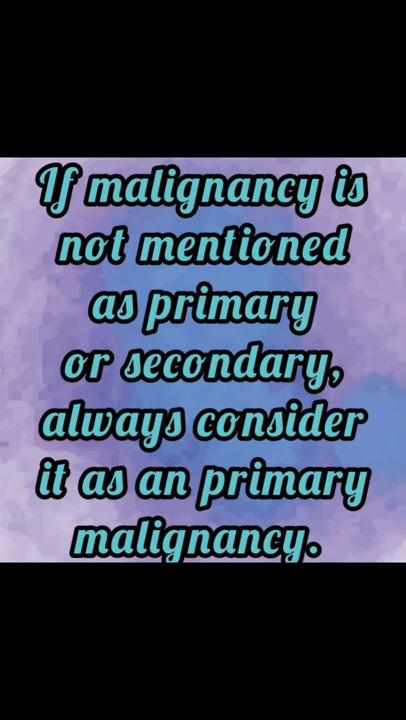 If malignancy is
not mentioned
as primary
or secondary,
always consider
it as an primary
malignancy.